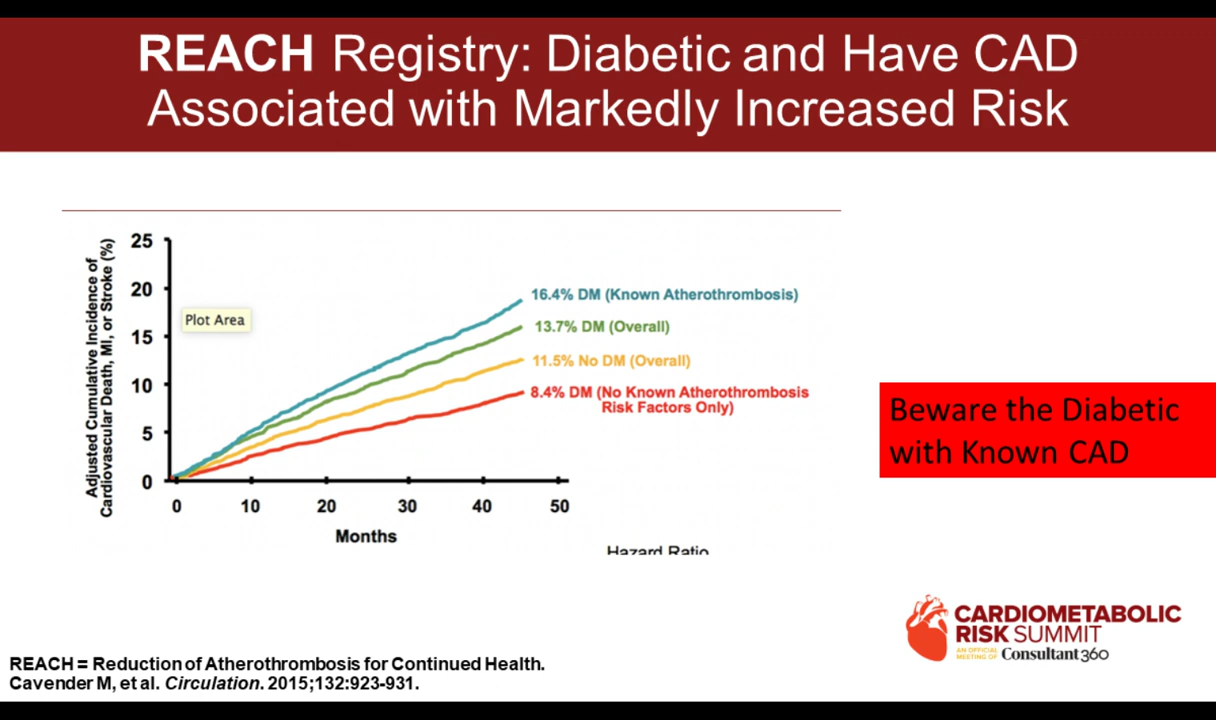 REACH Registry: Diabetic and Have CAD
Associated with Markedly Increased Risk
Adjusted Cumulative Incidence of
Cardiovascular Death, MI, or Stroke (%)
25
20
15
10
5
0
Plot Area
16.4% DM (Known Atherothrombosis)
13.7% DM (Overall)
11.5% No DM (Overall)
8.4% DM (No Known Atherothrombosis
Risk Factors Only)
0 10 20 30 40 50
Months
Hazard Ratio
Beware the Diabetic
with Known CAD
CARDIOMETABOLIC
RISK SUMMIT
AN OFFICIAL
MEETING OF Consultant360
REACH = Reduction of Atherothrombosis for Continued Health.
Cavender M, et al. Circulation. 2015;132:923-931.